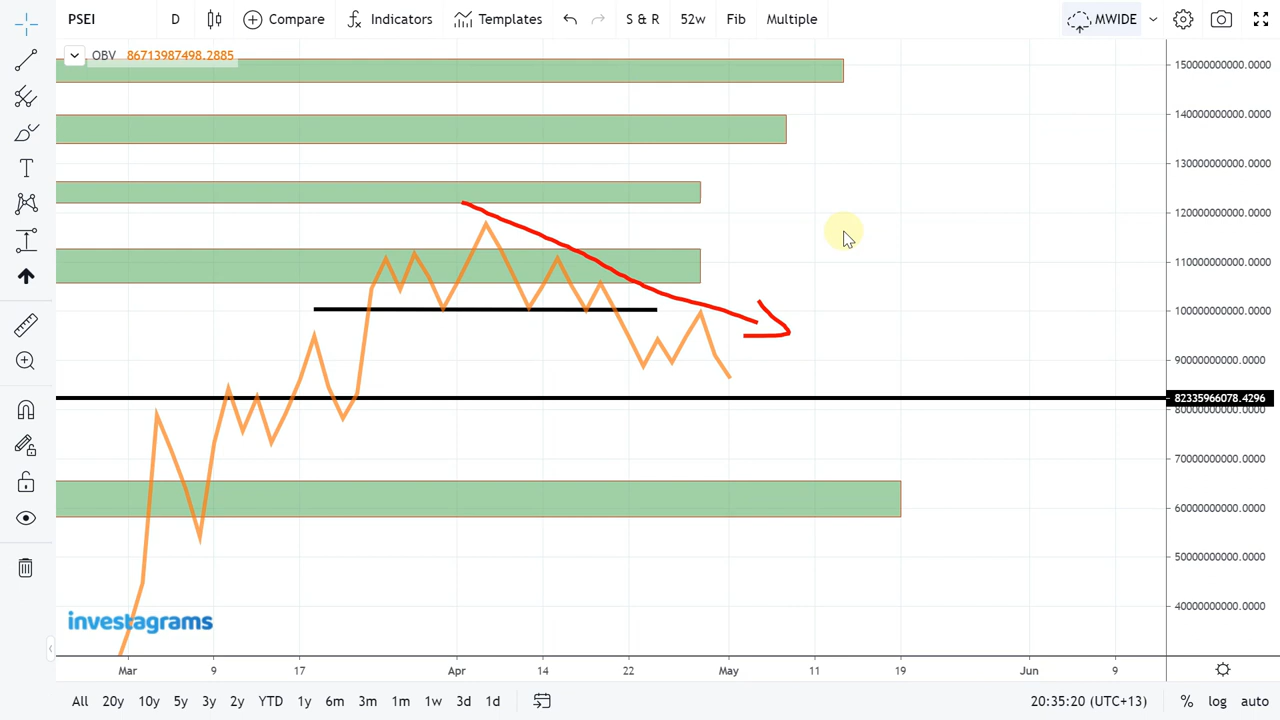 PSEI D Compare Indicators Templates S & R 52w Fib Multiple MWIDE
OBV 86713987498.2885
150000000000.0000
140000000000.0000
130000000000.0000
120000000000.0000
110000000000.0000
100000000000.0000
90000000000.0000
82335966078.4296
80000000000.0000
70000000000.0000
60000000000.0000
50000000000.0000
40000000000.0000
investagrams
Mar 9 17 Apr 14 22 May 11 19 Jun 9
All 20y 10y 5y 3y 2y YTD 1y 6m 3m 1m 1w 3d 1d 20:35:20 (UTC+13) % log auto